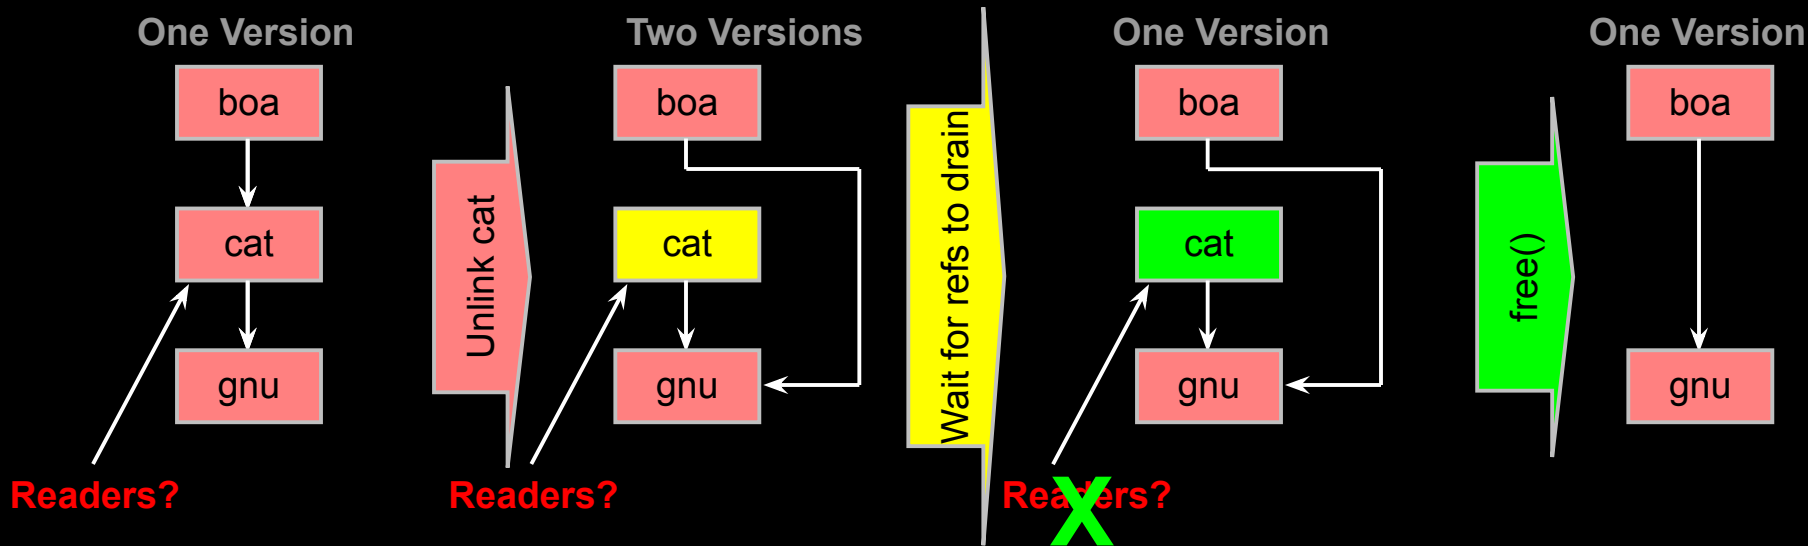 One Version
boa
cat
gnu
Readers?
Unlink cat
Two Versions
boa
cat
gnu
Readers?
Wait for refs to drain
One Version
boa
cat
gnu
Readers?
X
free()
One Version
boa
gnu